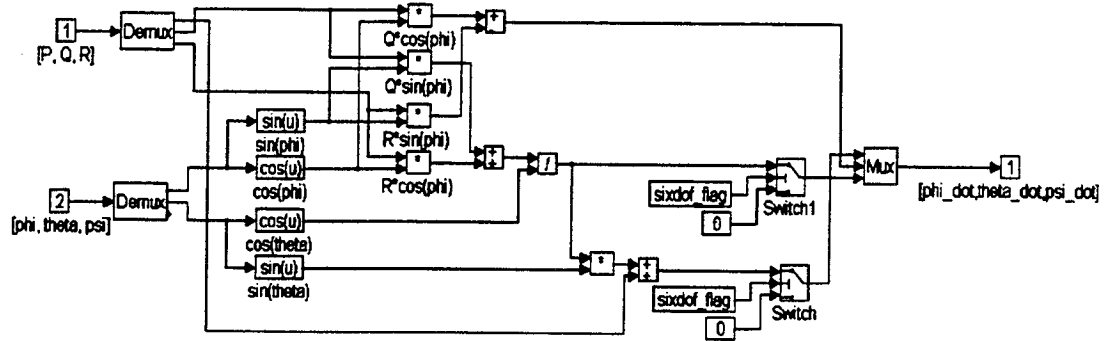 1
[P, Q, R]
Demux
*
Q*cos(phi)
+
-
*
Q*sin(phi)
*
R*sin(phi)
*
R*cos(phi)
sin(u)
sin(phi)
cos(u)
cos(phi)
2
[phi, theta, psi]
Demux
cos(u)
cos(theta)
sin(u)
sin(theta)
+
+
/
*
+
+
sixdof_flag
0
Switch1
sixdof_flag
0
Switch
Mux
1
[phi_dot,theta_dot,psi_dot]